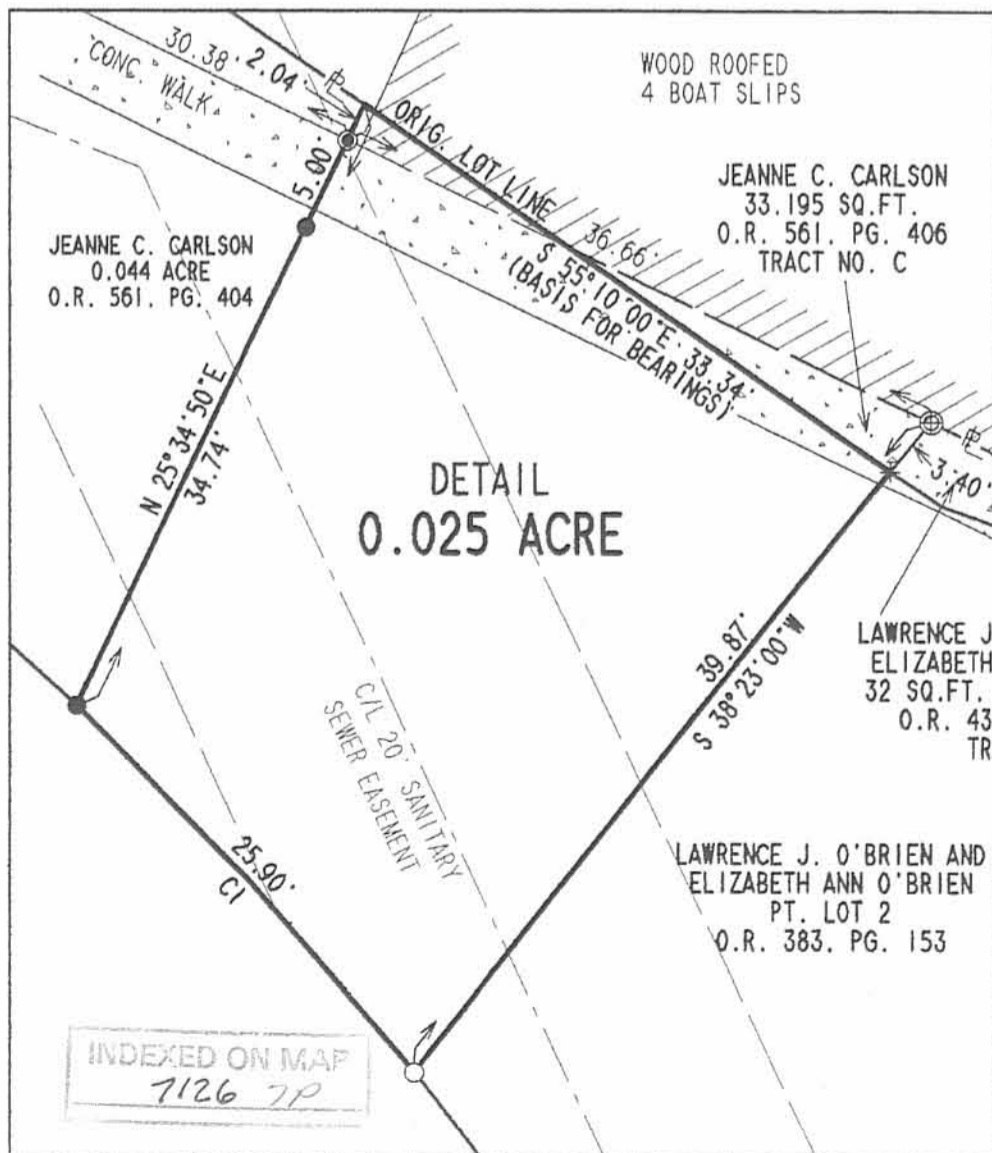 30.38' 2.04'
CONC. WALK
WOOD ROOFED
4 BOAT SLIPS
ORIG. LOT LINE
5.00'
36.66'
JEANNE C. CARLSON
33.195 SQ.FT.
O.R. 561. PG. 406
TRACT NO. C
JEANNE C. CARLSON
0.044 ACRE
O.R. 561. PG. 404
S 55°10'00"E 33.34'
(BASIS FOR BEARINGS)
N 25°34'50"E
34.74'
3.40'
DETAIL
0.025 ACRE
39.87'
S 38°23'00"W
LAWRENCE J
ELIZABETH
32 SQ.FT.
O.R. 43
TR
C/L 20' SANITARY
SEWER EASEMENT
25.90'
C1
LAWRENCE J. O'BRIEN AND
ELIZABETH ANN O'BRIEN
PT. LOT 2
O.R. 383. PG. 153
INDEXED ON MAP
7126 7P